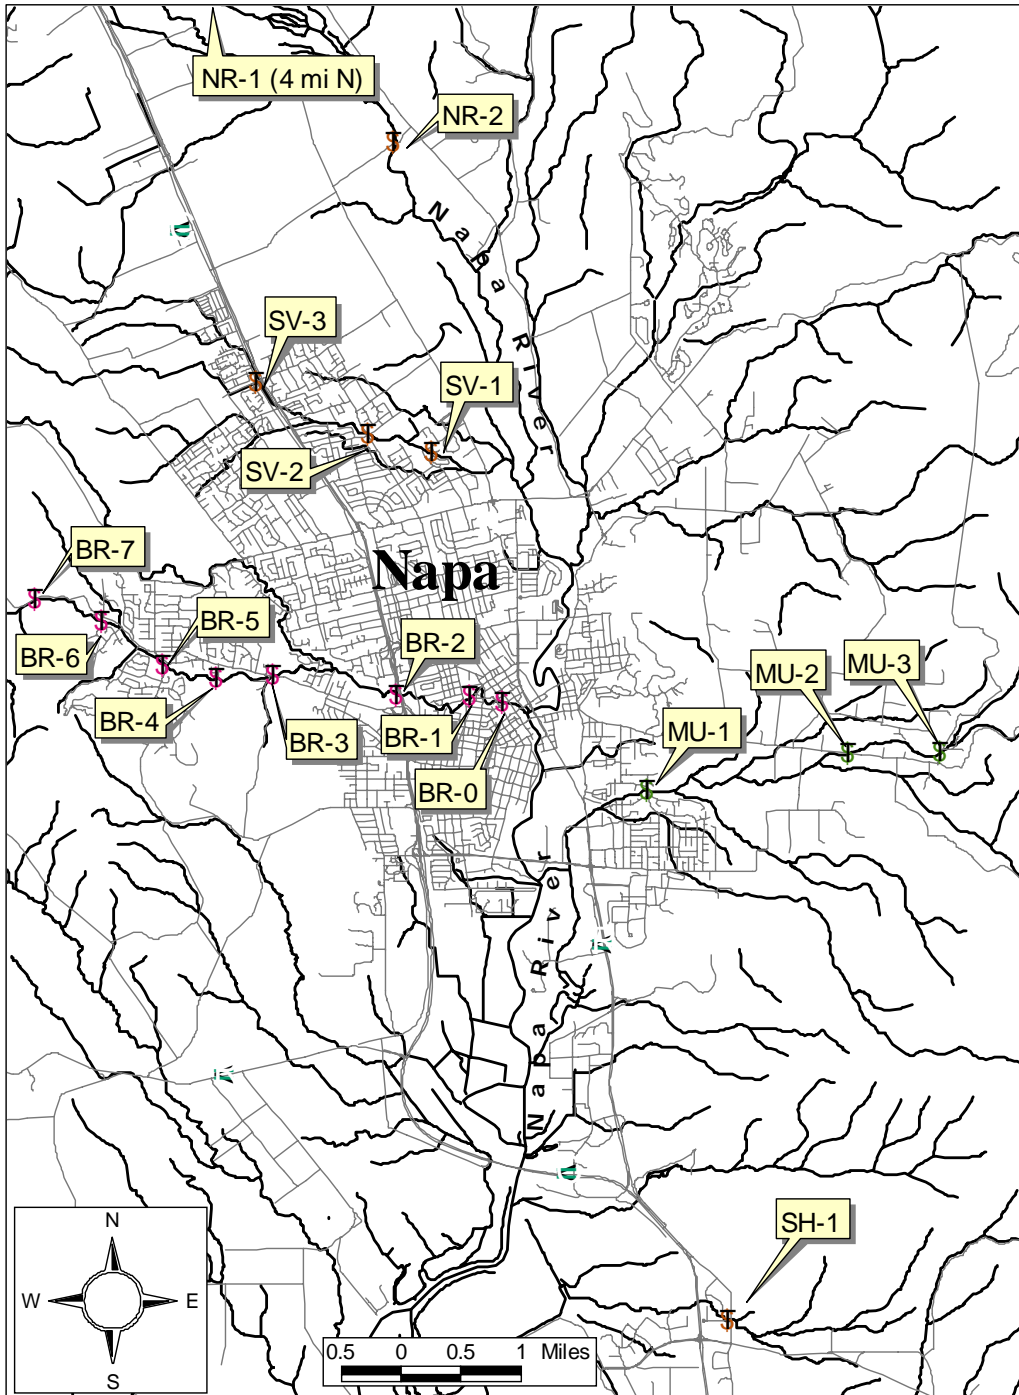 NR-1 (4 mi N)
NR-2
Napa River
SV-3
SV-1
SV-2
Napa
BR-7
BR-5
BR-6
BR-2
BR-4
BR-3
BR-1
BR-0
MU-3
MU-2
MU-1
Napa River
SH-1
N
W E
S
0.5 0 0.5 1 Miles